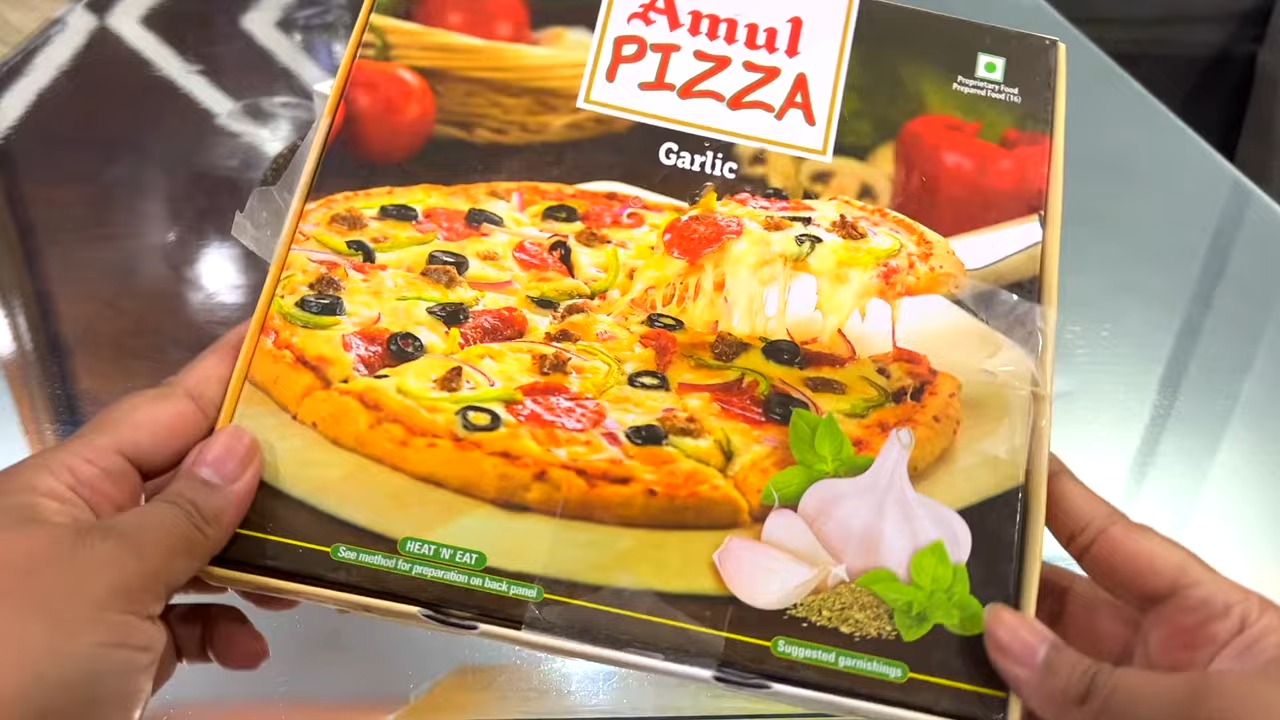 Amul
PIZZA
Proprietary Food
Prepared Food (16)
Garlic
HEAT 'N' EAT
See method for preparation on back panel
Suggested garnishings